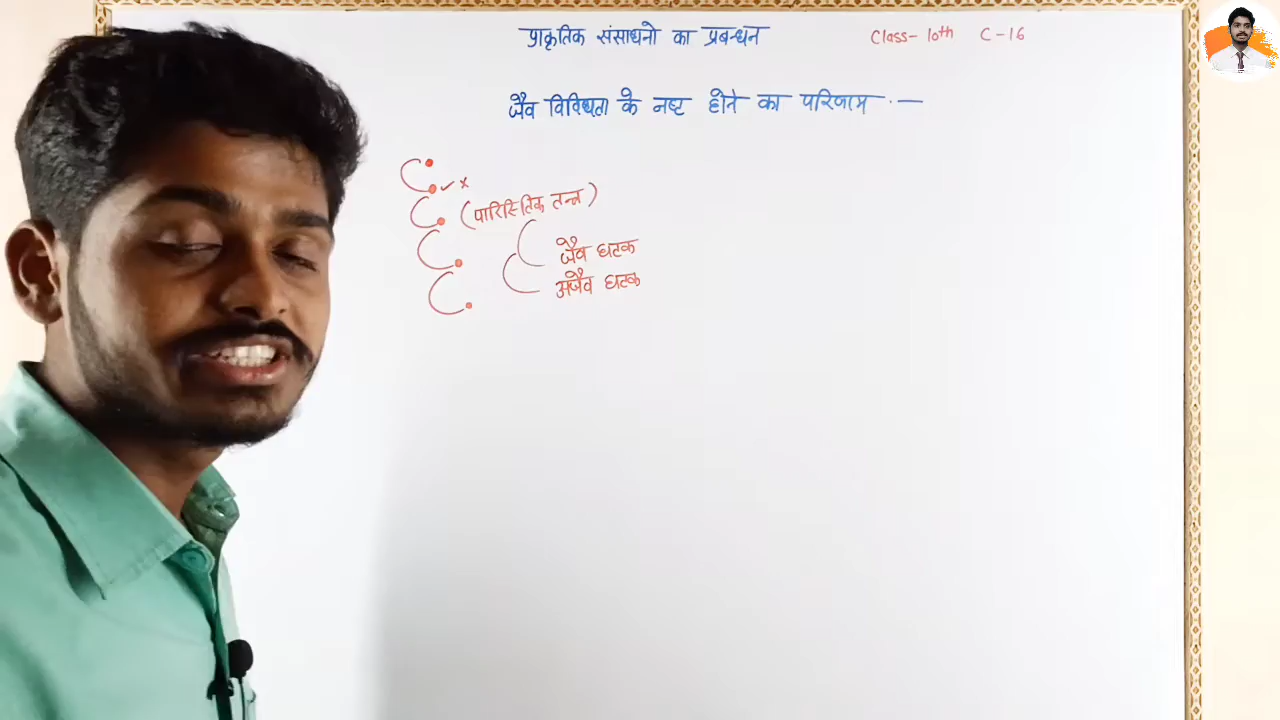 प्राकृतिक संसाधनो का प्रबन्धन
Class- 10th C-16
जैव विविधता के नष्ट होने का परिणाम :—
(पारिस्तिक तन्त्र)
जैव घटक
अजैव घटक